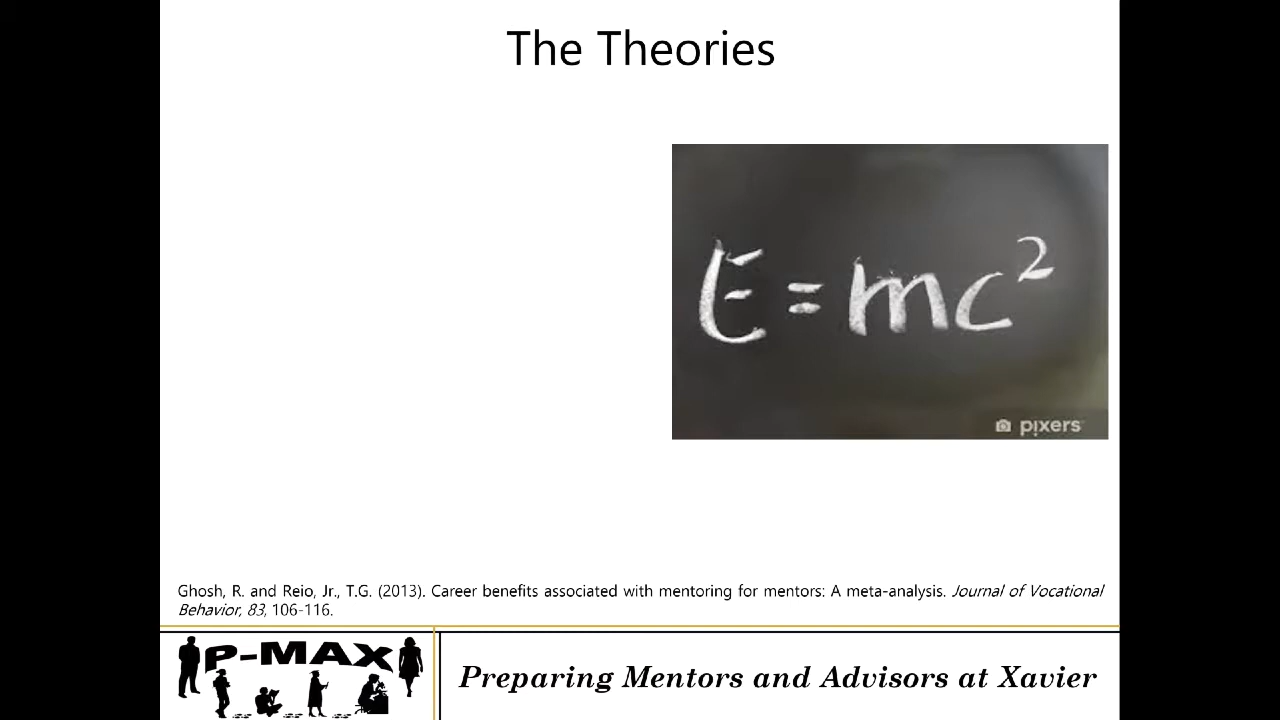 The Theories
E = mc²
pixers
Ghosh, R. and Reio, Jr., T.G. (2013). Career benefits associated with mentoring for mentors: A meta-analysis. Journal of Vocational
Behavior, 83, 106-116.
P-MAX
Preparing Mentors and Advisors at Xavier